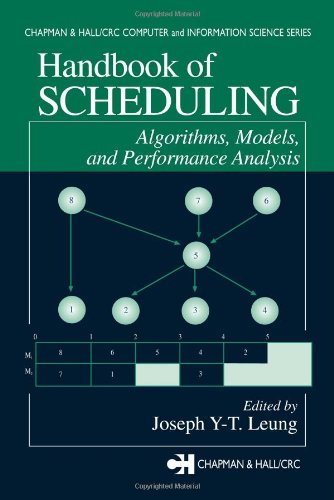 CHAPMAN & HALL/CRC COMPUTER and INFORMATION SCIENCE SERIES
Handbook of
SCHEDULING
Algorithms, Models,
and Performance Analysis
8 7 6
5
1 2 3 4
0 1 2 3 4 5
M₁ 8 6 5 4 2
M₂ 7 1 3
Edited by
Joseph Y-T. Leung
CH CHAPMAN & HALL/CRC